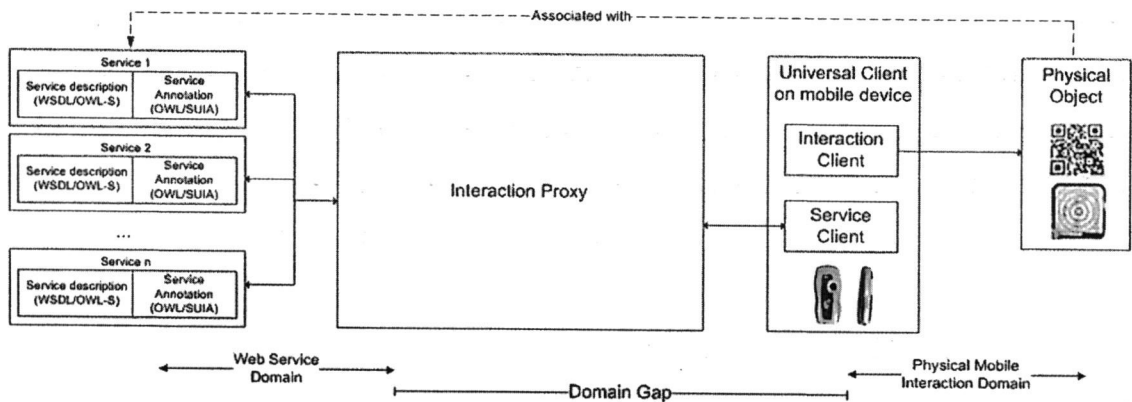 Associated with
Service 1
Service description
(WSDL/OWL-S)
Service
Annotation
(OWL/SUIA)
Service 2
Service description
(WSDL/OWL-S)
Service
Annotation
(OWL/SUIA)
...
Service n
Service description
(WSDL/OWL-S)
Service
Annotation
(OWL/SUIA)
Interaction Proxy
Universal Client
on mobile device
Interaction
Client
Service
Client
Physical
Object
Web Service
Domain
Domain Gap
Physical Mobile
Interaction Domain